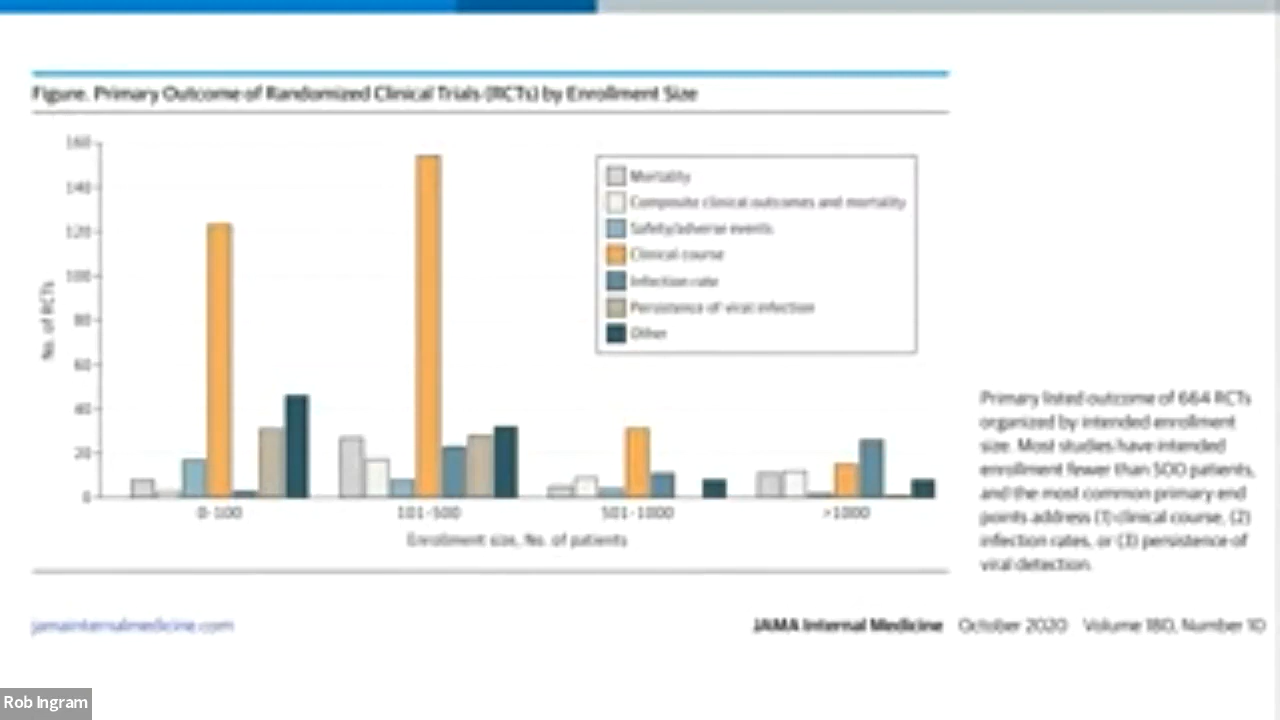 Figure. Primary Outcome of Randomized Clinical Trials (RCTs) by Enrollment Size
160
140
120
100
80
60
40
20
0
No. of RCTs
Mortality
Composite clinical outcomes and mortality
Safety/adverse events
Clinical course
Infection rate
Persistence of viral infection
Other
0-100
101-500
501-1000
>1000
Enrollment size, No. of patients
Primary listed outcome of 664 RCTs
organized by intended enrollment
size. Most studies have intended
enrollment fewer than 500 patients,
and the most common primary end
points address (1) clinical course, (2)
infection rates, or (3) persistence of
viral detection.
jamainternalmedicine.com
JAMA Internal Medicine October 2020 Volume 180, Number 10
Rob Ingram